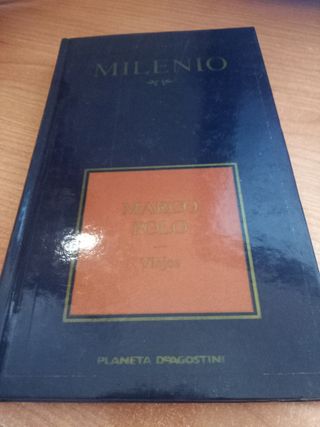 MILENIO
MARCO
POLO
Viajes
PLANETA DeAGOSTINI